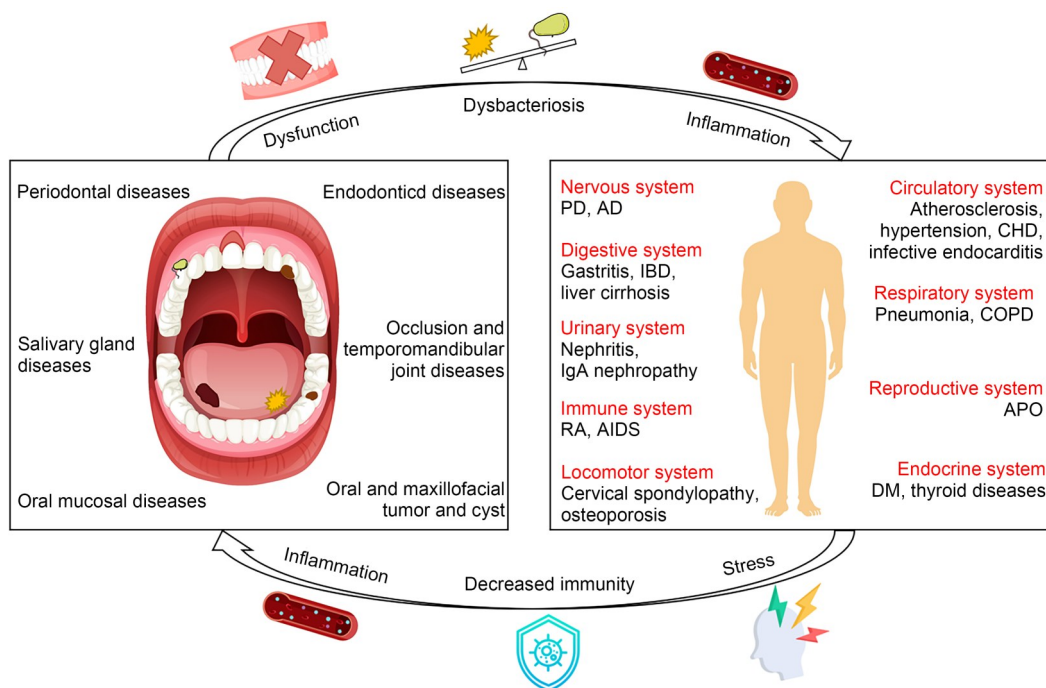 Dysfunction
Dysbacteriosis
Inflammation
Periodontal diseases
Endodonticd diseases
Salivary gland
diseases
Occlusion and
temporomandibular
joint diseases
Oral mucosal diseases
Oral and maxillofacial
tumor and cyst
Nervous system
PD, AD
Digestive system
Gastritis, IBD,
liver cirrhosis
Urinary system
Nephritis,
IgA nephropathy
Immune system
RA, AIDS
Locomotor system
Cervical spondylopathy,
osteoporosis
Circulatory system
Atherosclerosis,
hypertension, CHD,
infective endocarditis
Respiratory system
Pneumonia, COPD
Reproductive system
APO
Endocrine system
DM, thyroid diseases
Inflammation
Decreased immunity
Stress